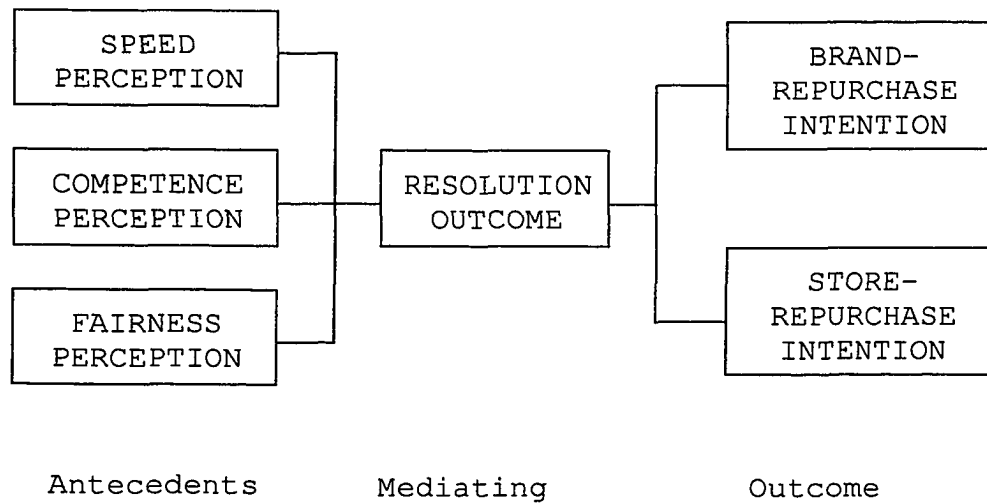 SPEED
PERCEPTION
COMPETENCE
PERCEPTION
FAIRNESS
PERCEPTION
RESOLUTION
OUTCOME
BRAND-
REPURCHASE
INTENTION
STORE-
REPURCHASE
INTENTION
Antecedents Mediating Outcome